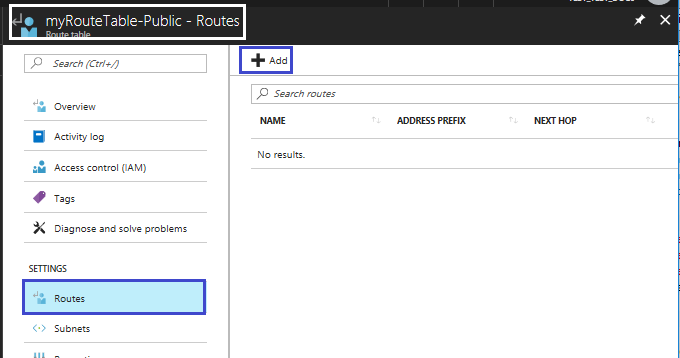 myRouteTable-Public - Routes
Route table
Search (Ctrl+/)
Overview
Activity log
Access control (IAM)
Tags
Diagnose and solve problems
SETTINGS
Routes
Subnets
Add
Search routes
NAME ADDRESS PREFIX NEXT HOP
No results.